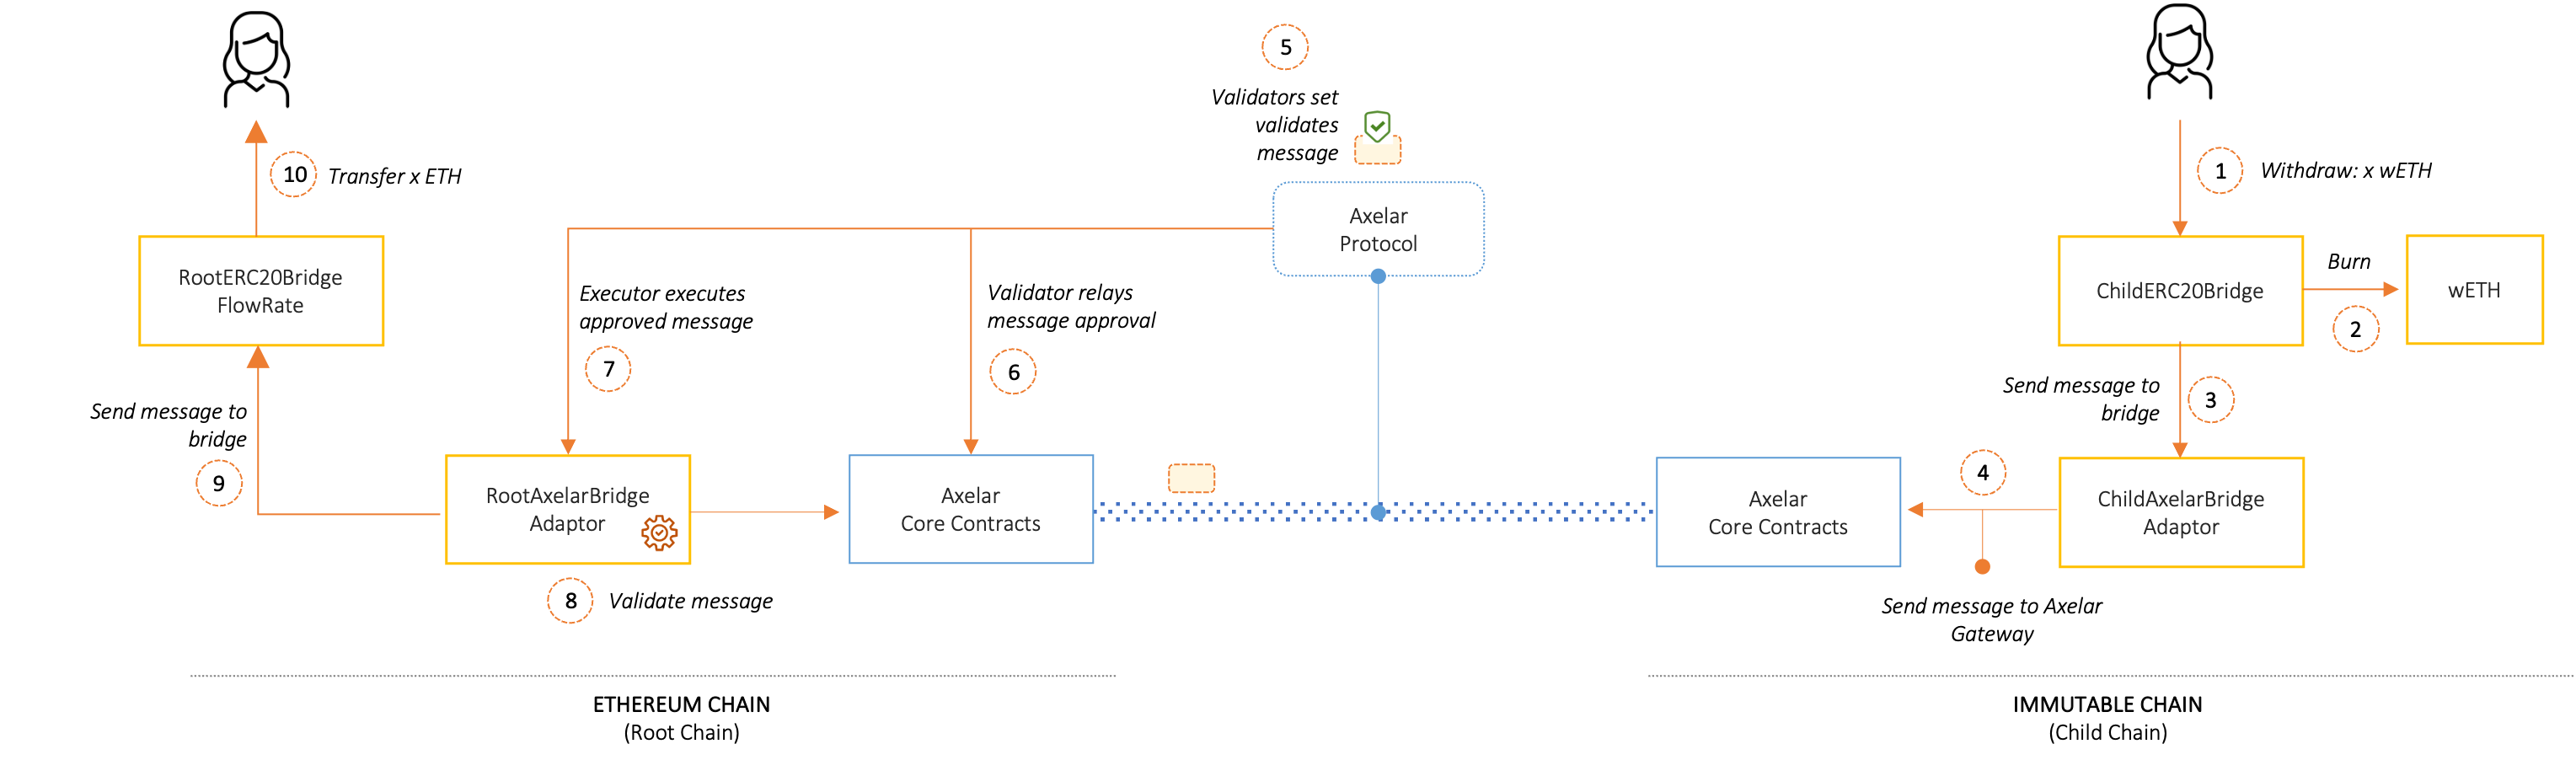 5
Validators set
validates
message
1
Withdraw: x wETH
10
Transfer x ETH
Axelar
Protocol
RootERC20Bridge
FlowRate
Executor executes
approved message
7
Validator relays
message approval
6
ChildERC20Bridge
Burn
2
wETH
Send message to
bridge
3
Send message to
bridge
9
RootAxelarBridge
Adaptor
8
Validate message
Axelar
Core Contracts
Axelar
Core Contracts
4
ChildAxelarBridge
Adaptor
Send message to Axelar
Gateway
ETHEREUM CHAIN
(Root Chain)
IMMUTABLE CHAIN
(Child Chain)